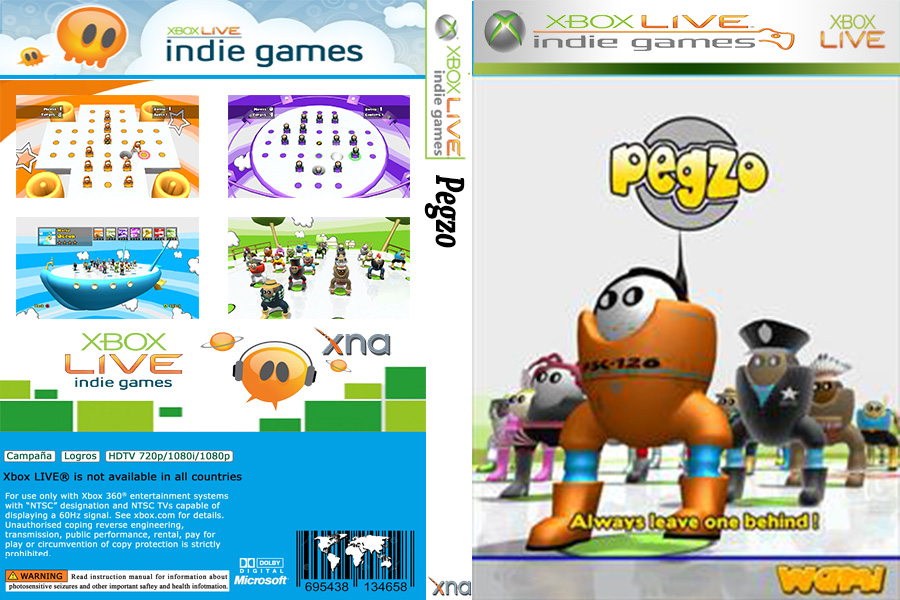 XBOX LIVE
indie games
XBOX LIVE
indie games
xna
Campaña Logros HDTV 720p/1080i/1080p
Xbox LIVE® is not available in all countries
For use only with Xbox 360® entertainment systems
with "NTSC" designation and NTSC TVs capable of
displaying a 60Hz signal. See xbox.com for details.
Unauthorised coping reverse engineering,
transmission, public performance, rental, pay for
play or circumvention of copy protection is strictly
prohibited.
WARNING Read instruction manual for information about
photosensitive seizures and other important saftey and health infotmation.
DOLBY
DIGITAL
Microsoft
695438 134658
XBOX LIVE
indie games
Pegzo
xna
XBOX LIVE
indie games
XBOX
LIVE
pegzo
SC-126
Always leave one behind!